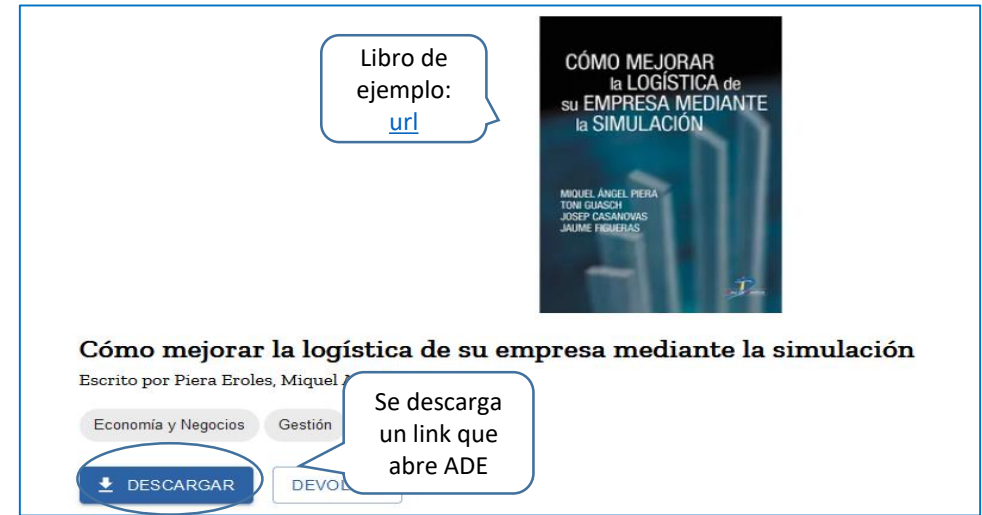 Libro de
ejemplo:
url
CÓMO MEJORAR
la LOGÍSTICA de
su EMPRESA MEDIANTE
la SIMULACIÓN
MIQUEL ÁNGEL PIERA
TONI GUASCH
JOSEP CASANOVAS
JAUME FIGUERAS
Cómo mejorar la logística de su empresa mediante la simulación
Escrito por Piera Eroles, Miquel
Se descarga
un link que
abre ADE
Economía y Negocios
Gestión
DESCARGAR
DEVOL